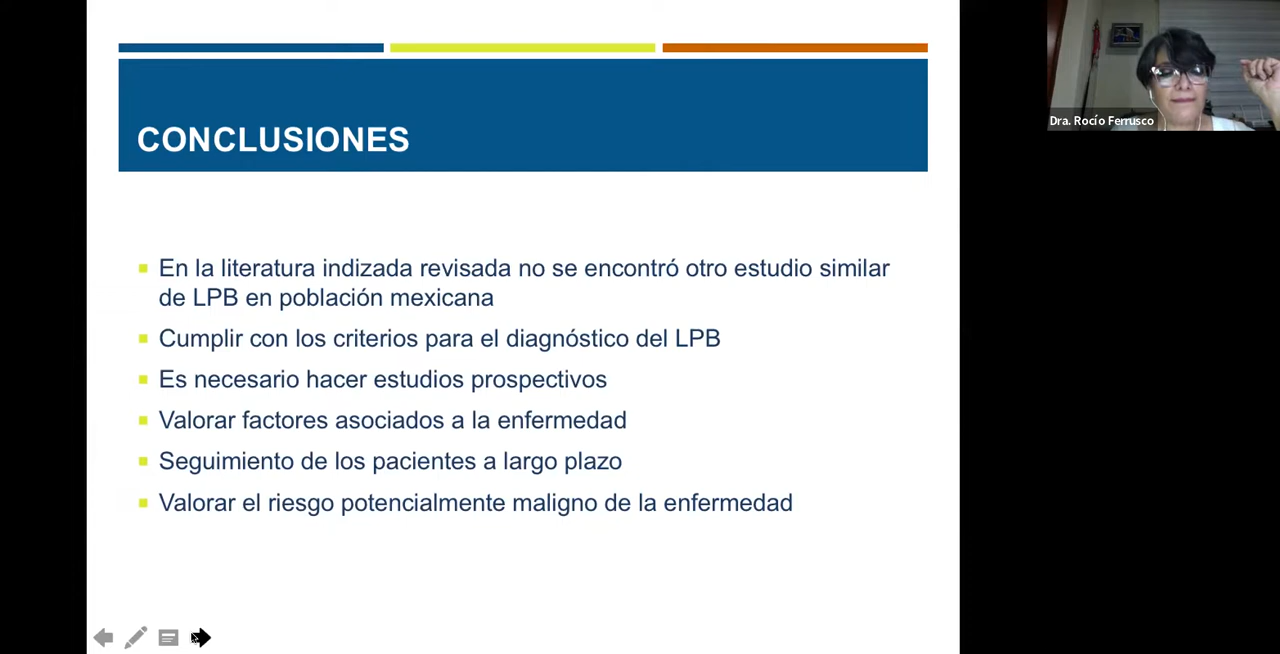 CONCLUSIONES
En la literatura indizada revisada no se encontró otro estudio similar
de LPB en población mexicana
Cumplir con los criterios para el diagnóstico del LPB
Es necesario hacer estudios prospectivos
Valorar factores asociados a la enfermedad
Seguimiento de los pacientes a largo plazo
Valorar el riesgo potencialmente maligno de la enfermedad
Dra. Rocío Ferrusco